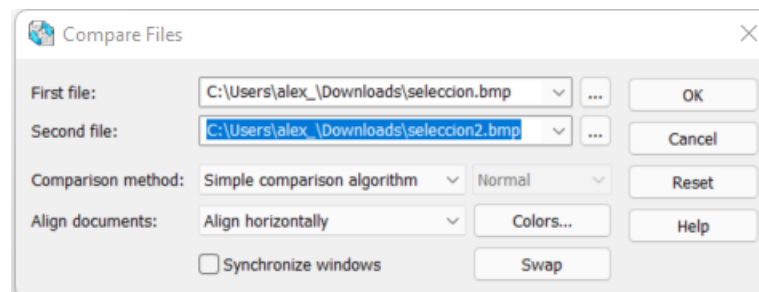 Compare Files
First file: C:\Users\alex_\Downloads\seleccion.bmp ... OK
Second file: C:\Users\alex_\Downloads\seleccion2.bmp ... Cancel
Comparison method: Simple comparison algorithm Normal Reset
Align documents: Align horizontally Colors... Help
Synchronize windows Swap